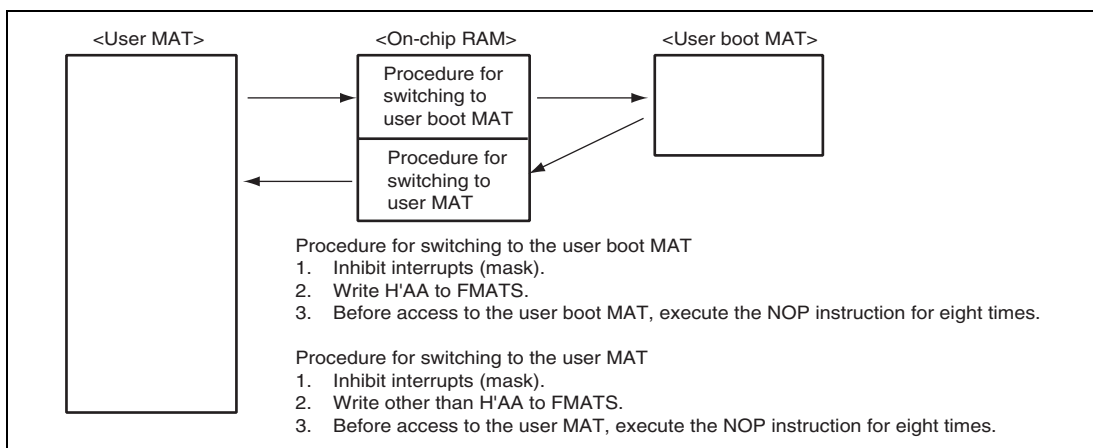 <User MAT>
<On-chip RAM>
<User boot MAT>
Procedure for
switching to
user boot MAT
Procedure for
switching to
user MAT
Procedure for switching to the user boot MAT
1. Inhibit interrupts (mask).
2. Write H'AA to FMATS.
3. Before access to the user boot MAT, execute the NOP instruction for eight times.
Procedure for switching to the user MAT
1. Inhibit interrupts (mask).
2. Write other than H'AA to FMATS.
3. Before access to the user MAT, execute the NOP instruction for eight times.